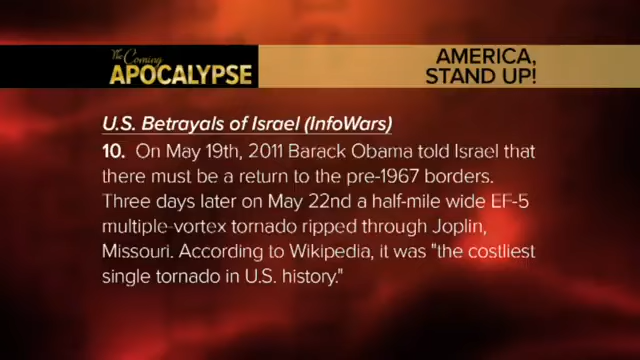 The Coming
APOCALYPSE
AMERICA,
STAND UP!
U.S. Betrayals of Israel (InfoWars)
10. On May 19th, 2011 Barack Obama told Israel that
there must be a return to the pre-1967 borders.
Three days later on May 22nd a half-mile wide EF-5
multiple-vortex tornado ripped through Joplin,
Missouri. According to Wikipedia, it was "the costliest
single tornado in U.S. history."